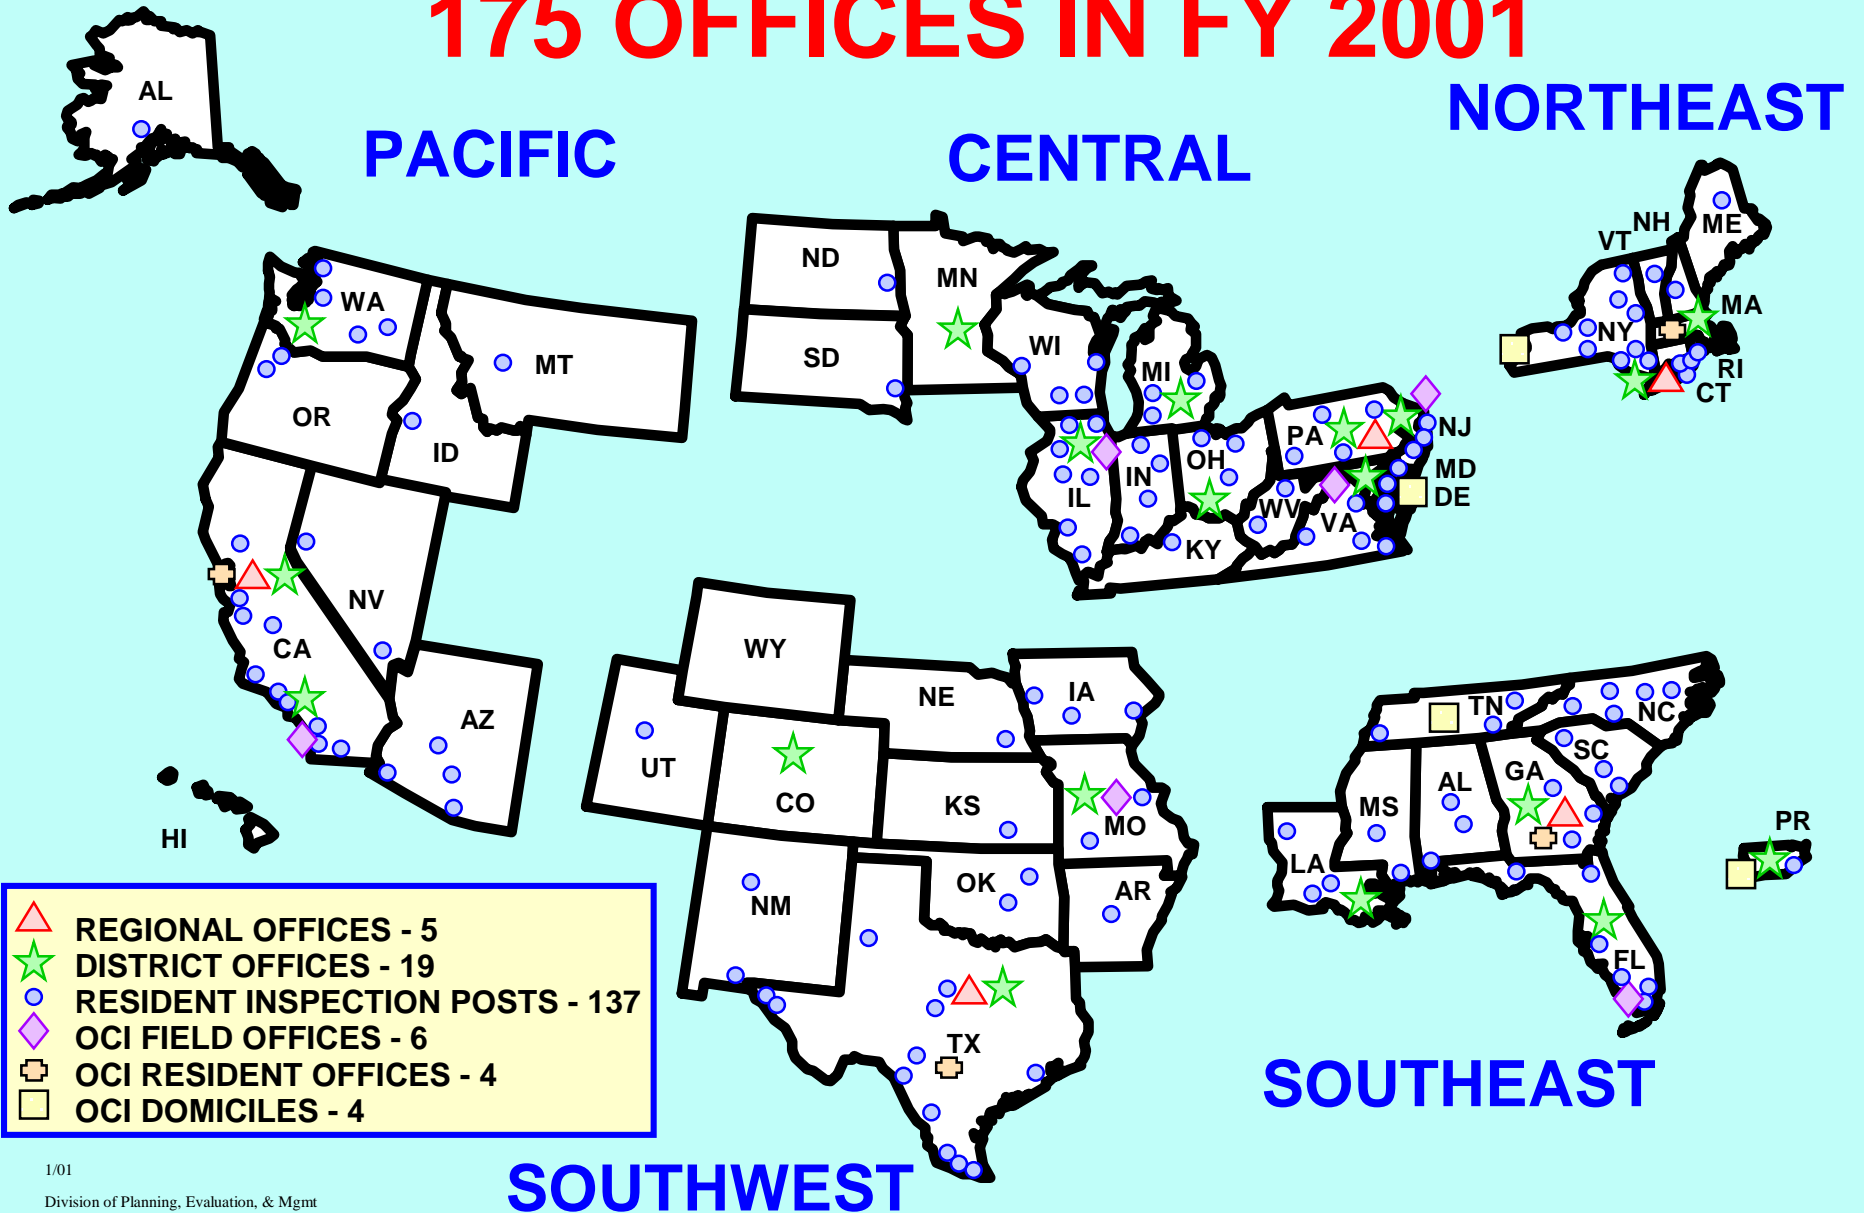 175 OFFICES IN FY 2001
NORTHEAST
PACIFIC
CENTRAL
AL
WA
OR
MT
ID
NV
CA
AZ
HI
ND
MN
SD
WI
MI
IL
IN
OH
KY
WV
VA
PA
NJ
MD
DE
NH
VT
ME
NY
MA
RI
CT
WY
UT
CO
NE
IA
KS
MO
NM
OK
AR
TX
TN
NC
SC
GA
AL
MS
LA
FL
PR
REGIONAL OFFICES - 5
DISTRICT OFFICES - 19
RESIDENT INSPECTION POSTS - 137
OCI FIELD OFFICES - 6
OCI RESIDENT OFFICES - 4
OCI DOMICILES - 4
SOUTHEAST
SOUTHWEST
1/01
Division of Planning, Evaluation, & Mgmt